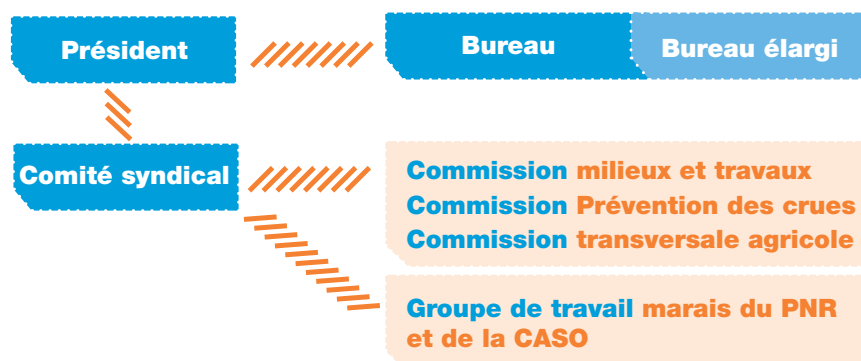 Président
Bureau
Bureau élargi
Comité syndical
Commission milieux et travaux
Commission Prévention des crues
Commission transversale agricole
Groupe de travail marais du PNR
et de la CASO